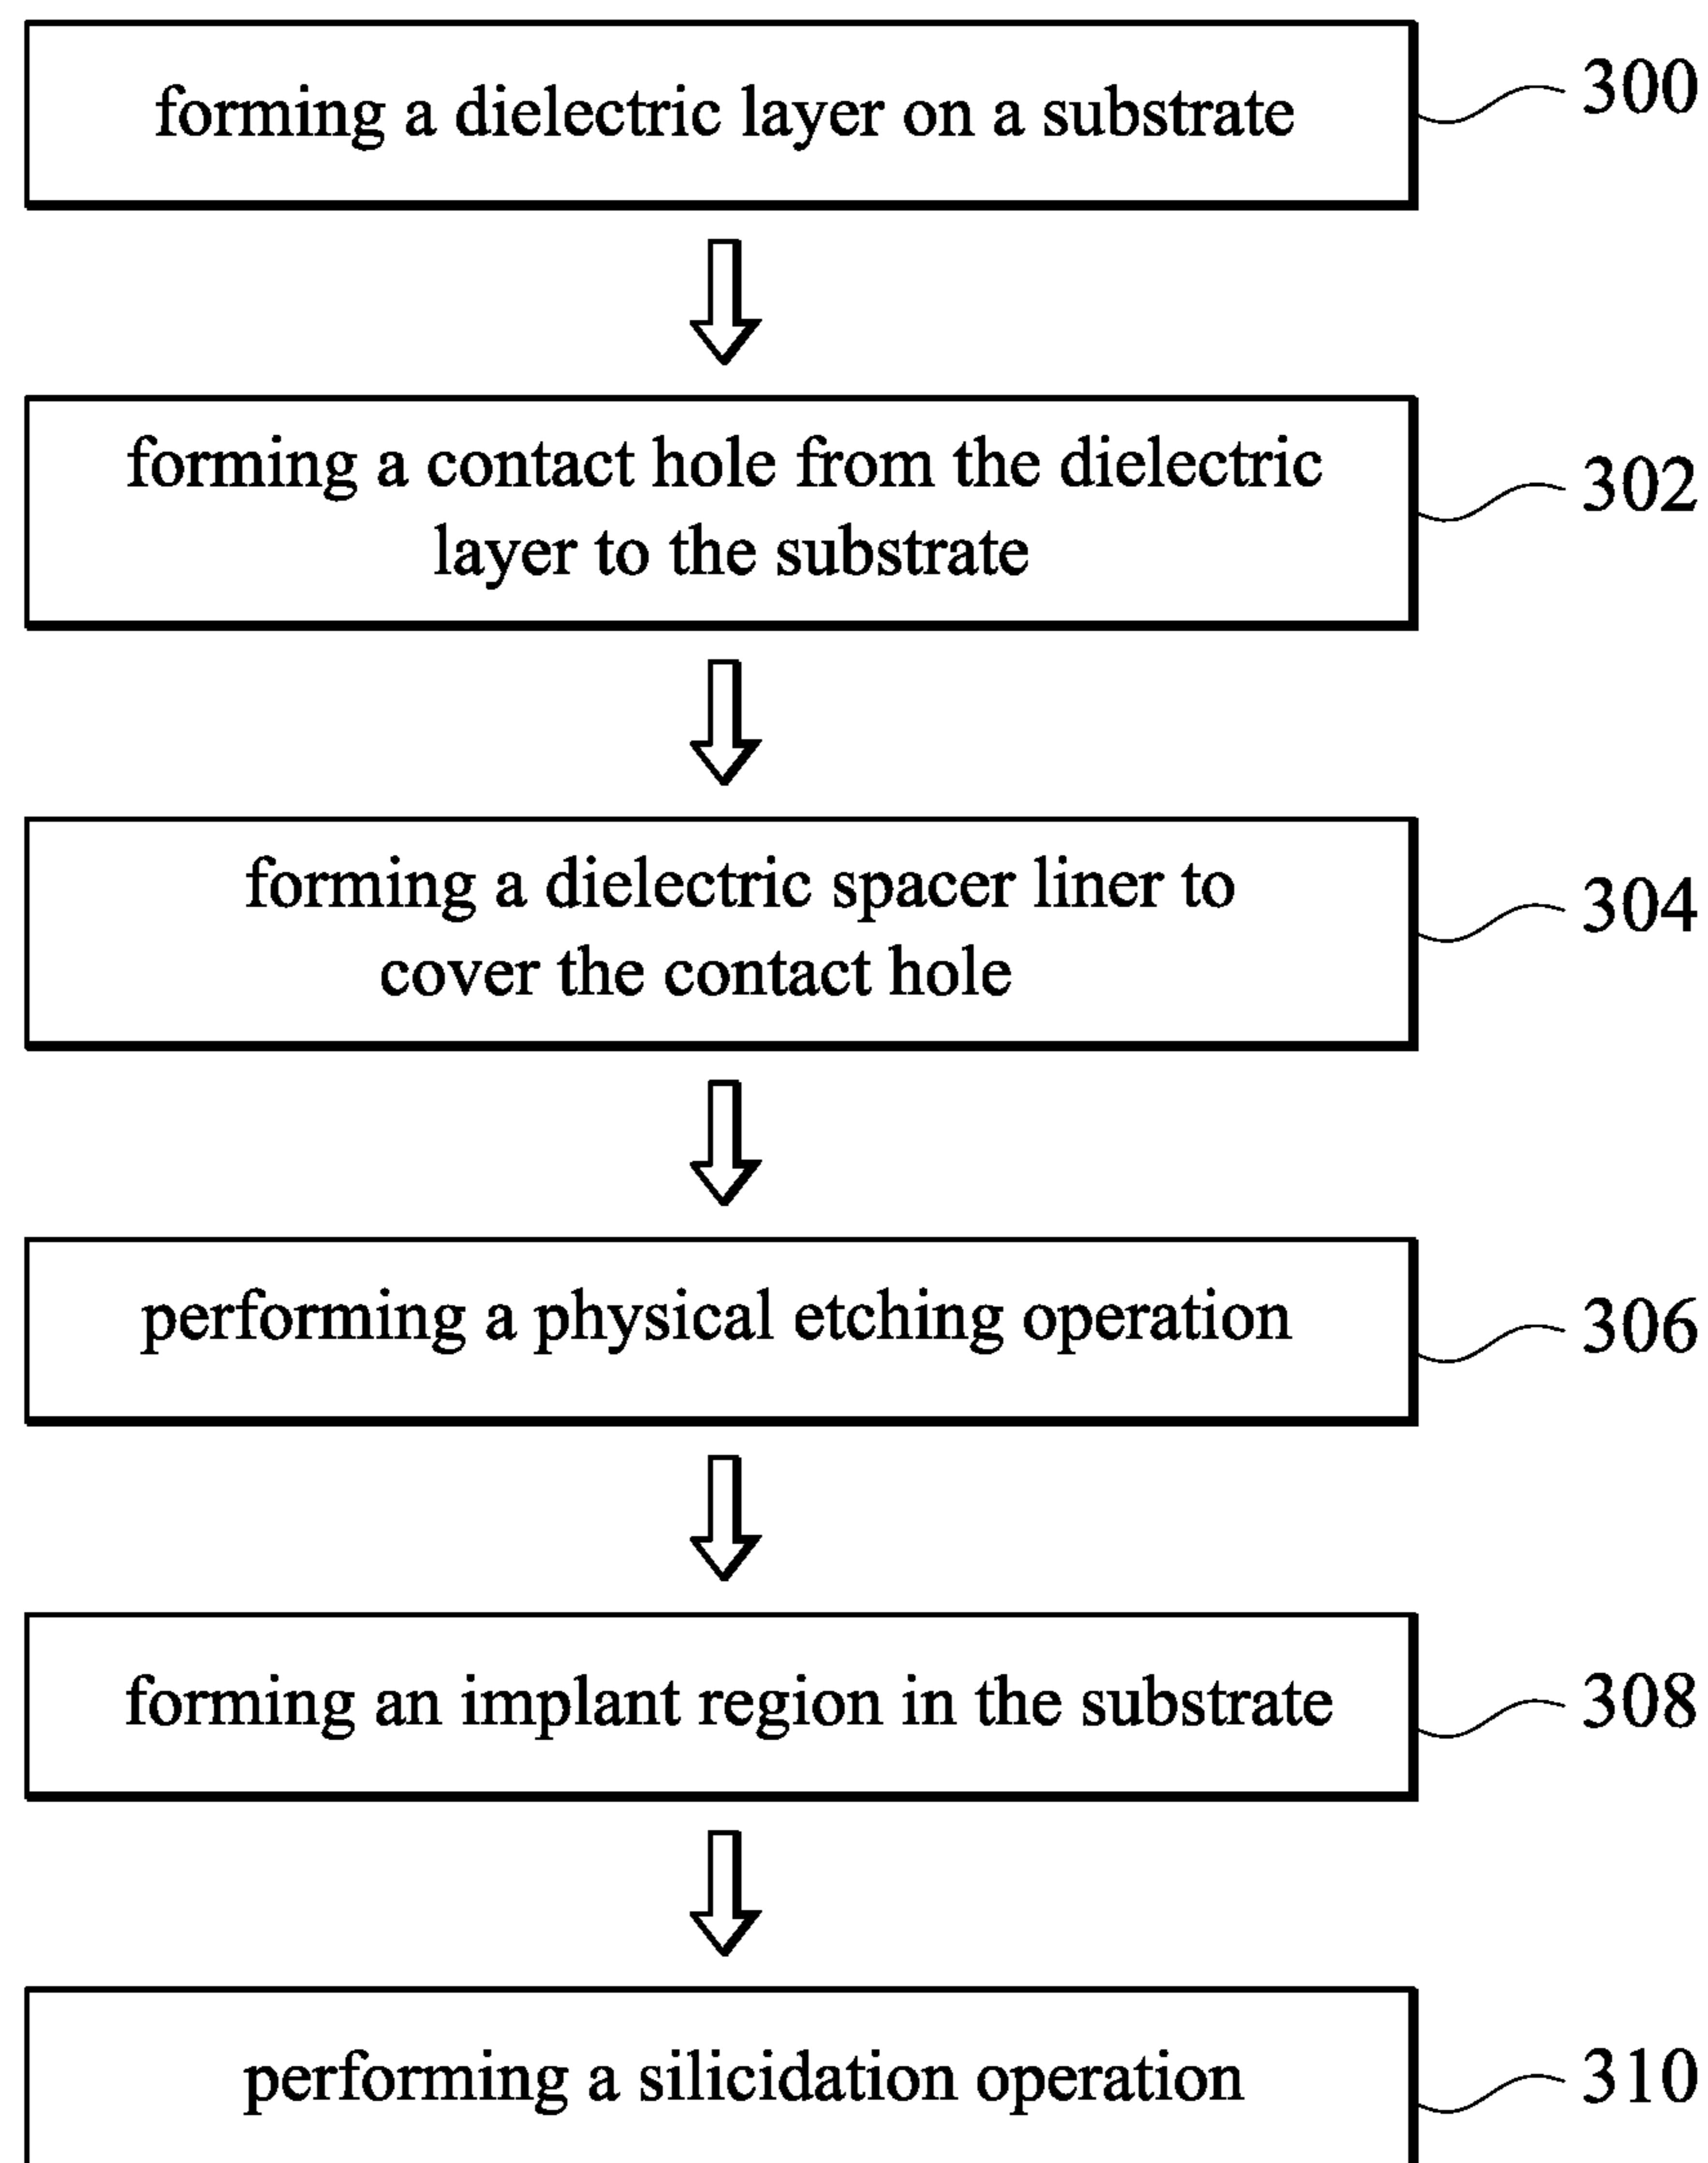 forming a dielectric layer on a substrate
300
forming a contact hole from the dielectric
layer to the substrate
302
forming a dielectric spacer liner to
cover the contact hole
304
performing a physical etching operation
306
forming an implant region in the substrate
308
performing a silicidation operation
310